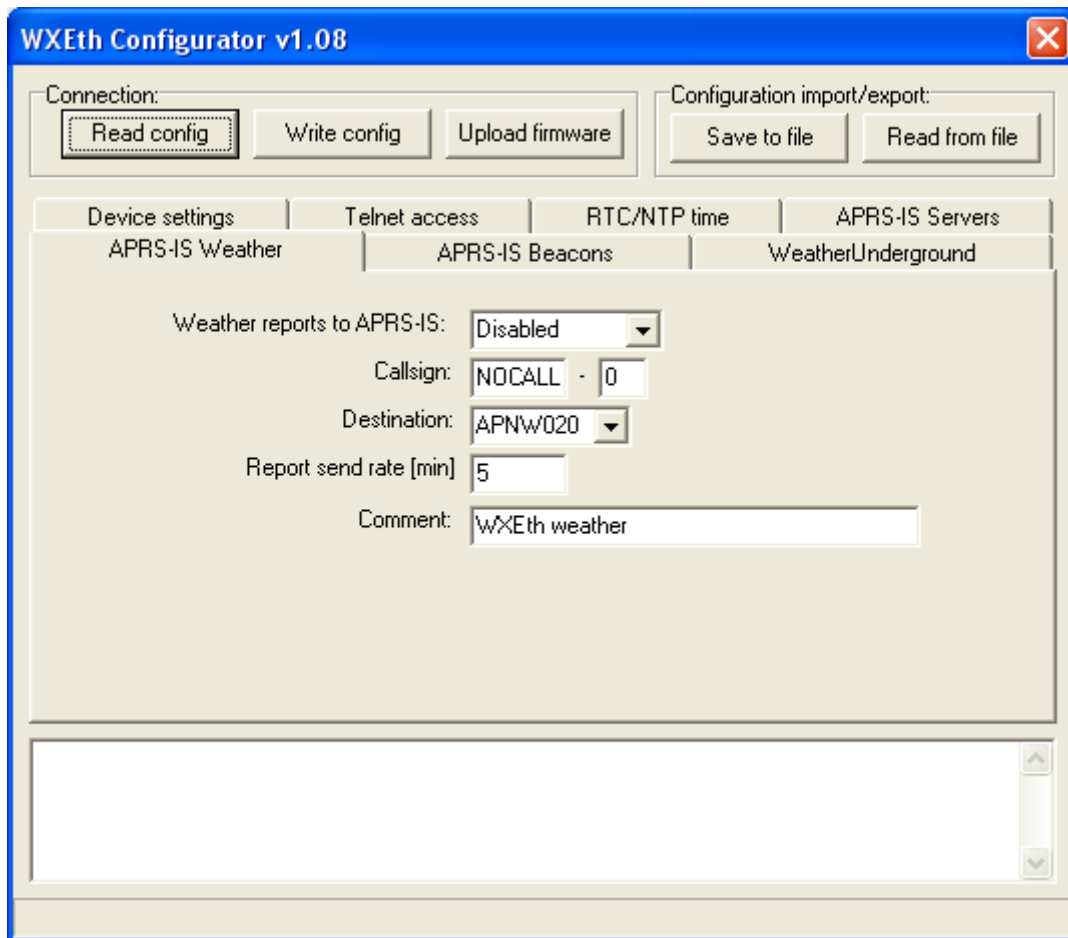 WXEth Configurator v1.08
Connection:
Configuration import/export:
Read config
Write config
Upload firmware
Save to file
Read from file
Device settings
Telnet access
RTC/NTP time
APRS-IS Servers
APRS-IS Weather
APRS-IS Beacons
WeatherUnderground
Weather reports to APRS-IS: Disabled
Callsign: NOCALL - 0
Destination: APNW020
Report send rate [min] 5
Comment: WXEth weather